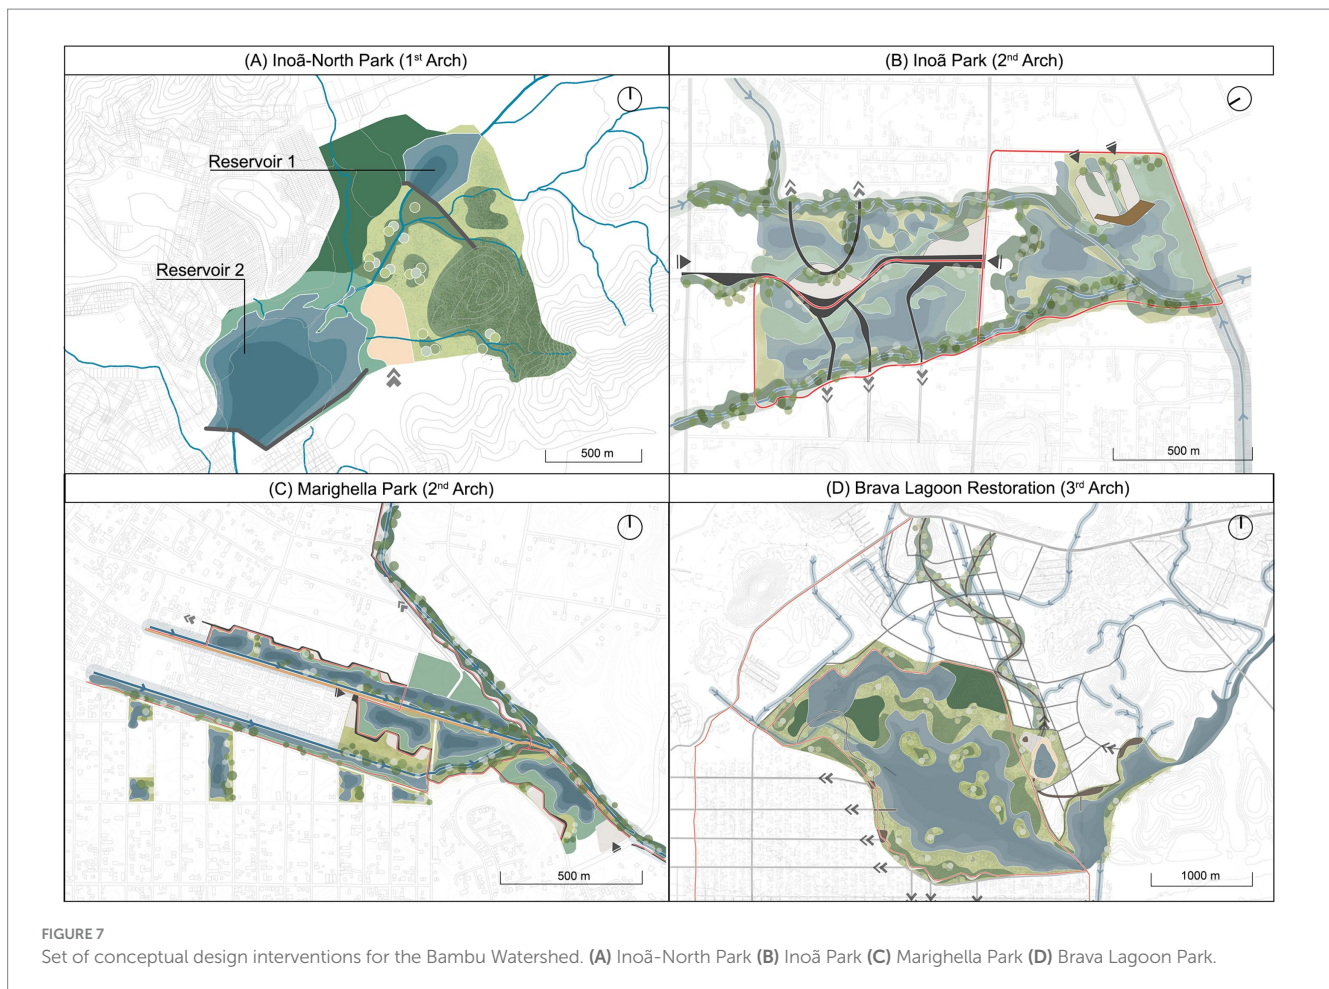 (A) Inoã-North Park (1st Arch)
(B) Inoã Park (2nd Arch)
Reservoir 1
Reservoir 2
500 m
500 m
(C) Marighella Park (2nd Arch)
(D) Brava Lagoon Restoration (3rd Arch)
500 m
1000 m
FIGURE 7
Set of conceptual design interventions for the Bambu Watershed. (A) Inoã-North Park (B) Inoã Park (C) Marighella Park (D) Brava Lagoon Park.